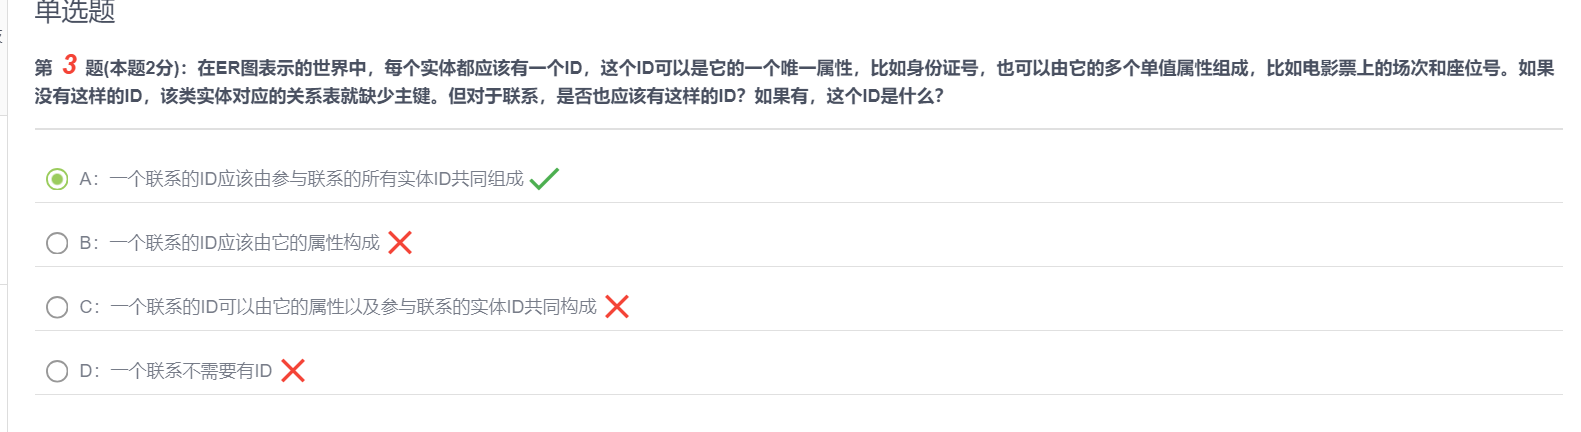 单选题
第 3 题(本题2分)：在ER图表示的世界中，每个实体都应该有一个ID，这个ID可以是它的一个唯一属性，比如身份证号，也可以由它的多个单值属性组成，比如电影票上的场次和座位号。如果
没有这样的ID，该类实体对应的关系表就缺少主键。但对于联系，是否也应该有这样的ID？如果有，这个ID是什么？
A：一个联系的ID应该由参与联系的所有实体ID共同组成
B：一个联系的ID应该由它的属性构成
C：一个联系的ID可以由它的属性以及参与联系的实体ID共同构成
D：一个联系不需要有ID